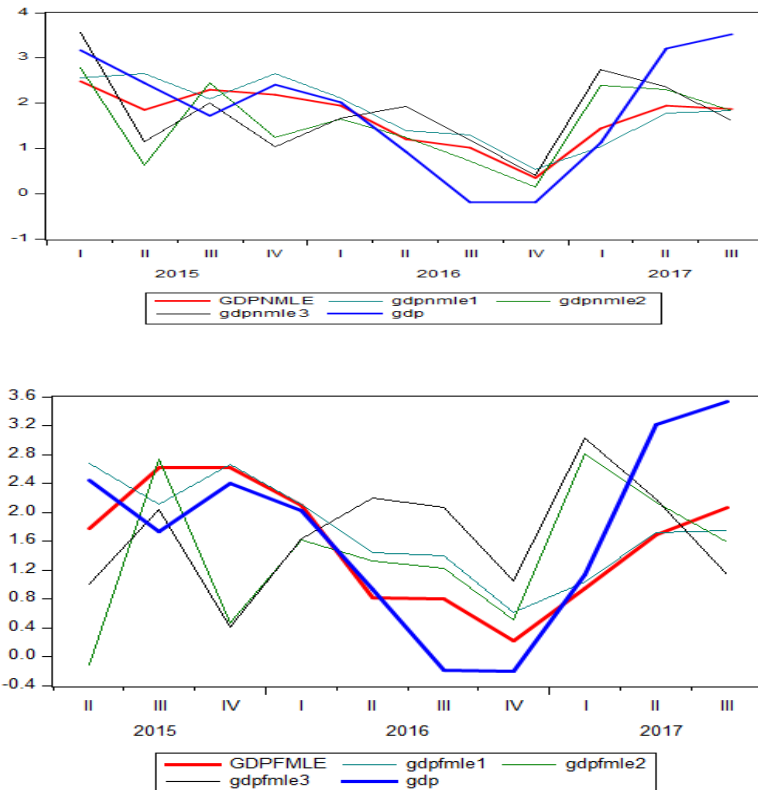 4
3
2
1
0
-1
I II III IV I II III IV I II III
2015 2016 2017
GDPNMLE gdpnmle1 gdpnmle2
gdpnmle3 gdp
3.6
3.2
2.8
2.4
2.0
1.6
1.2
0.8
0.4
0.0
-0.4
II III IV I II III IV I II III
2015 2016 2017
GDPFMLE gdpfmle1 gdpfmle2
gdpfmle3 gdp